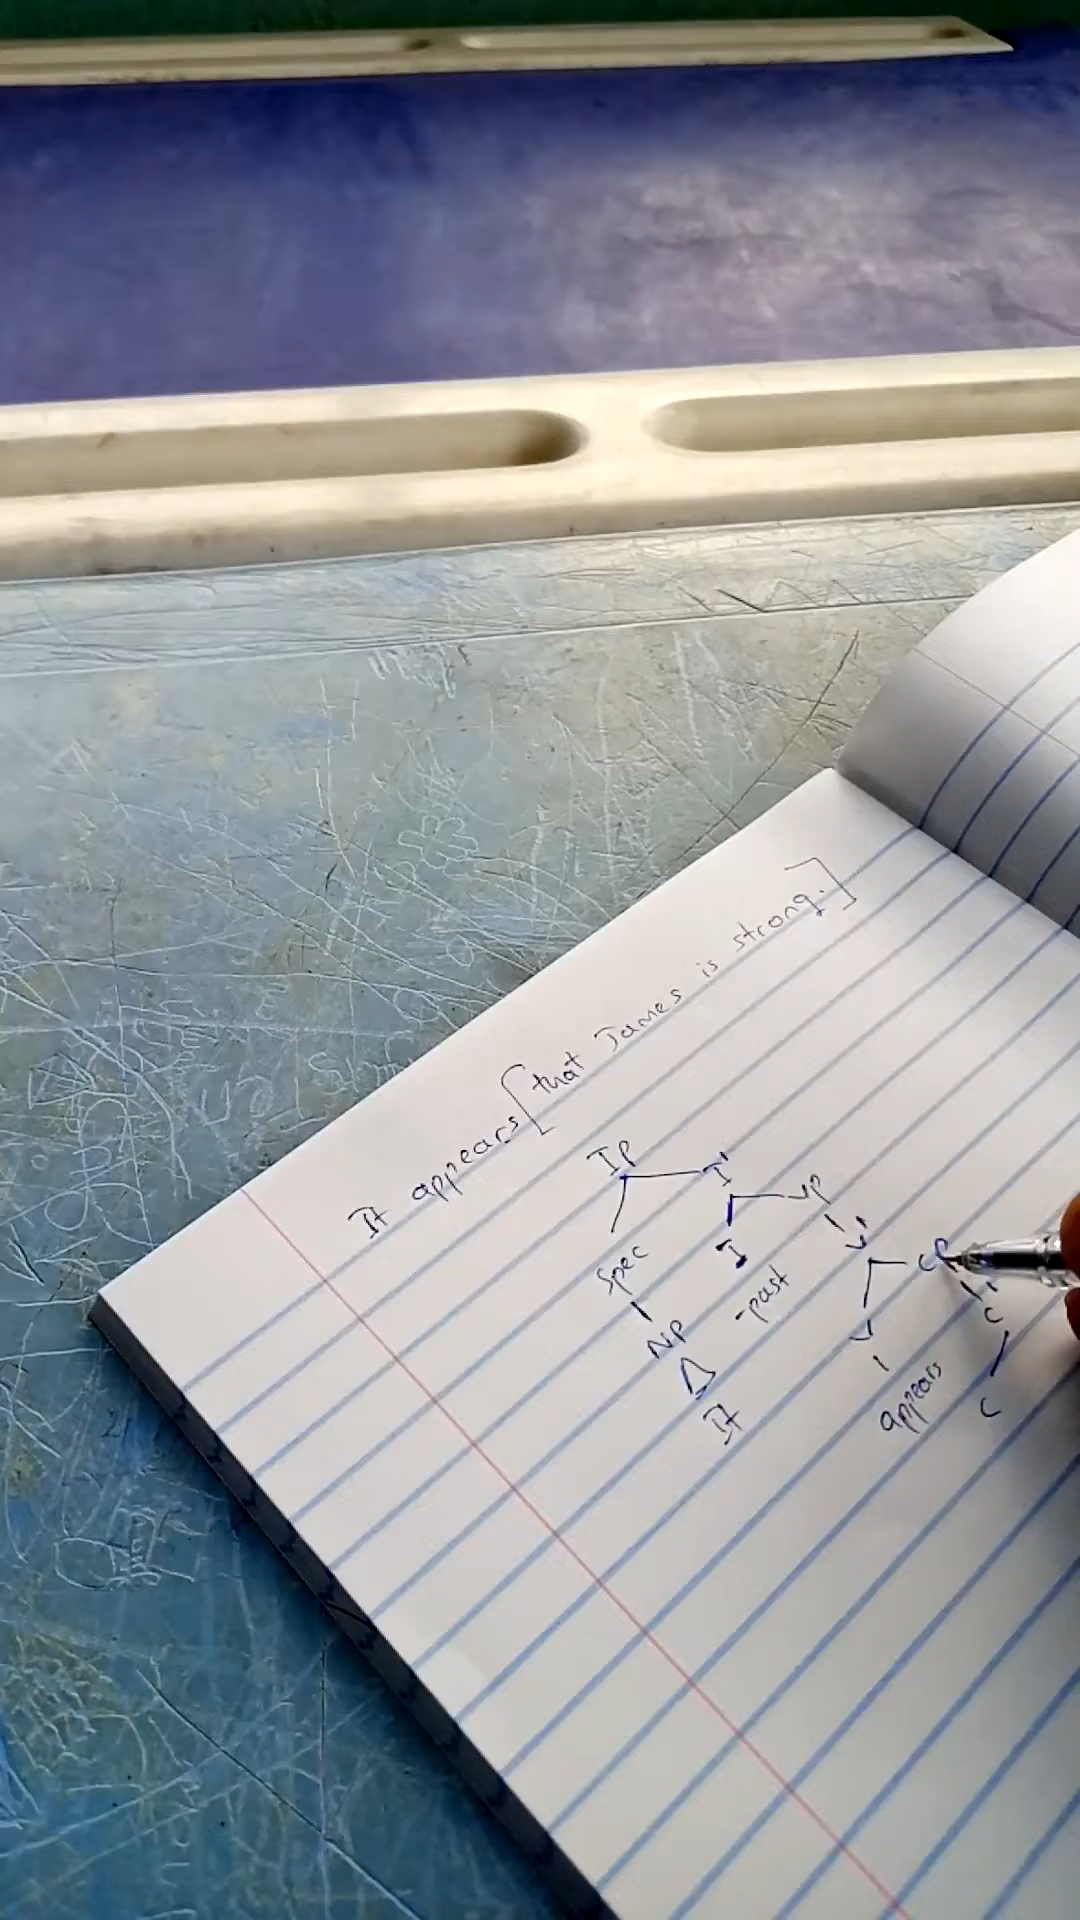 It appears [that James is strong.]
IP
I'
Spec
I
VP
NP
-past
V'
It
V
CP
appears
C'
C